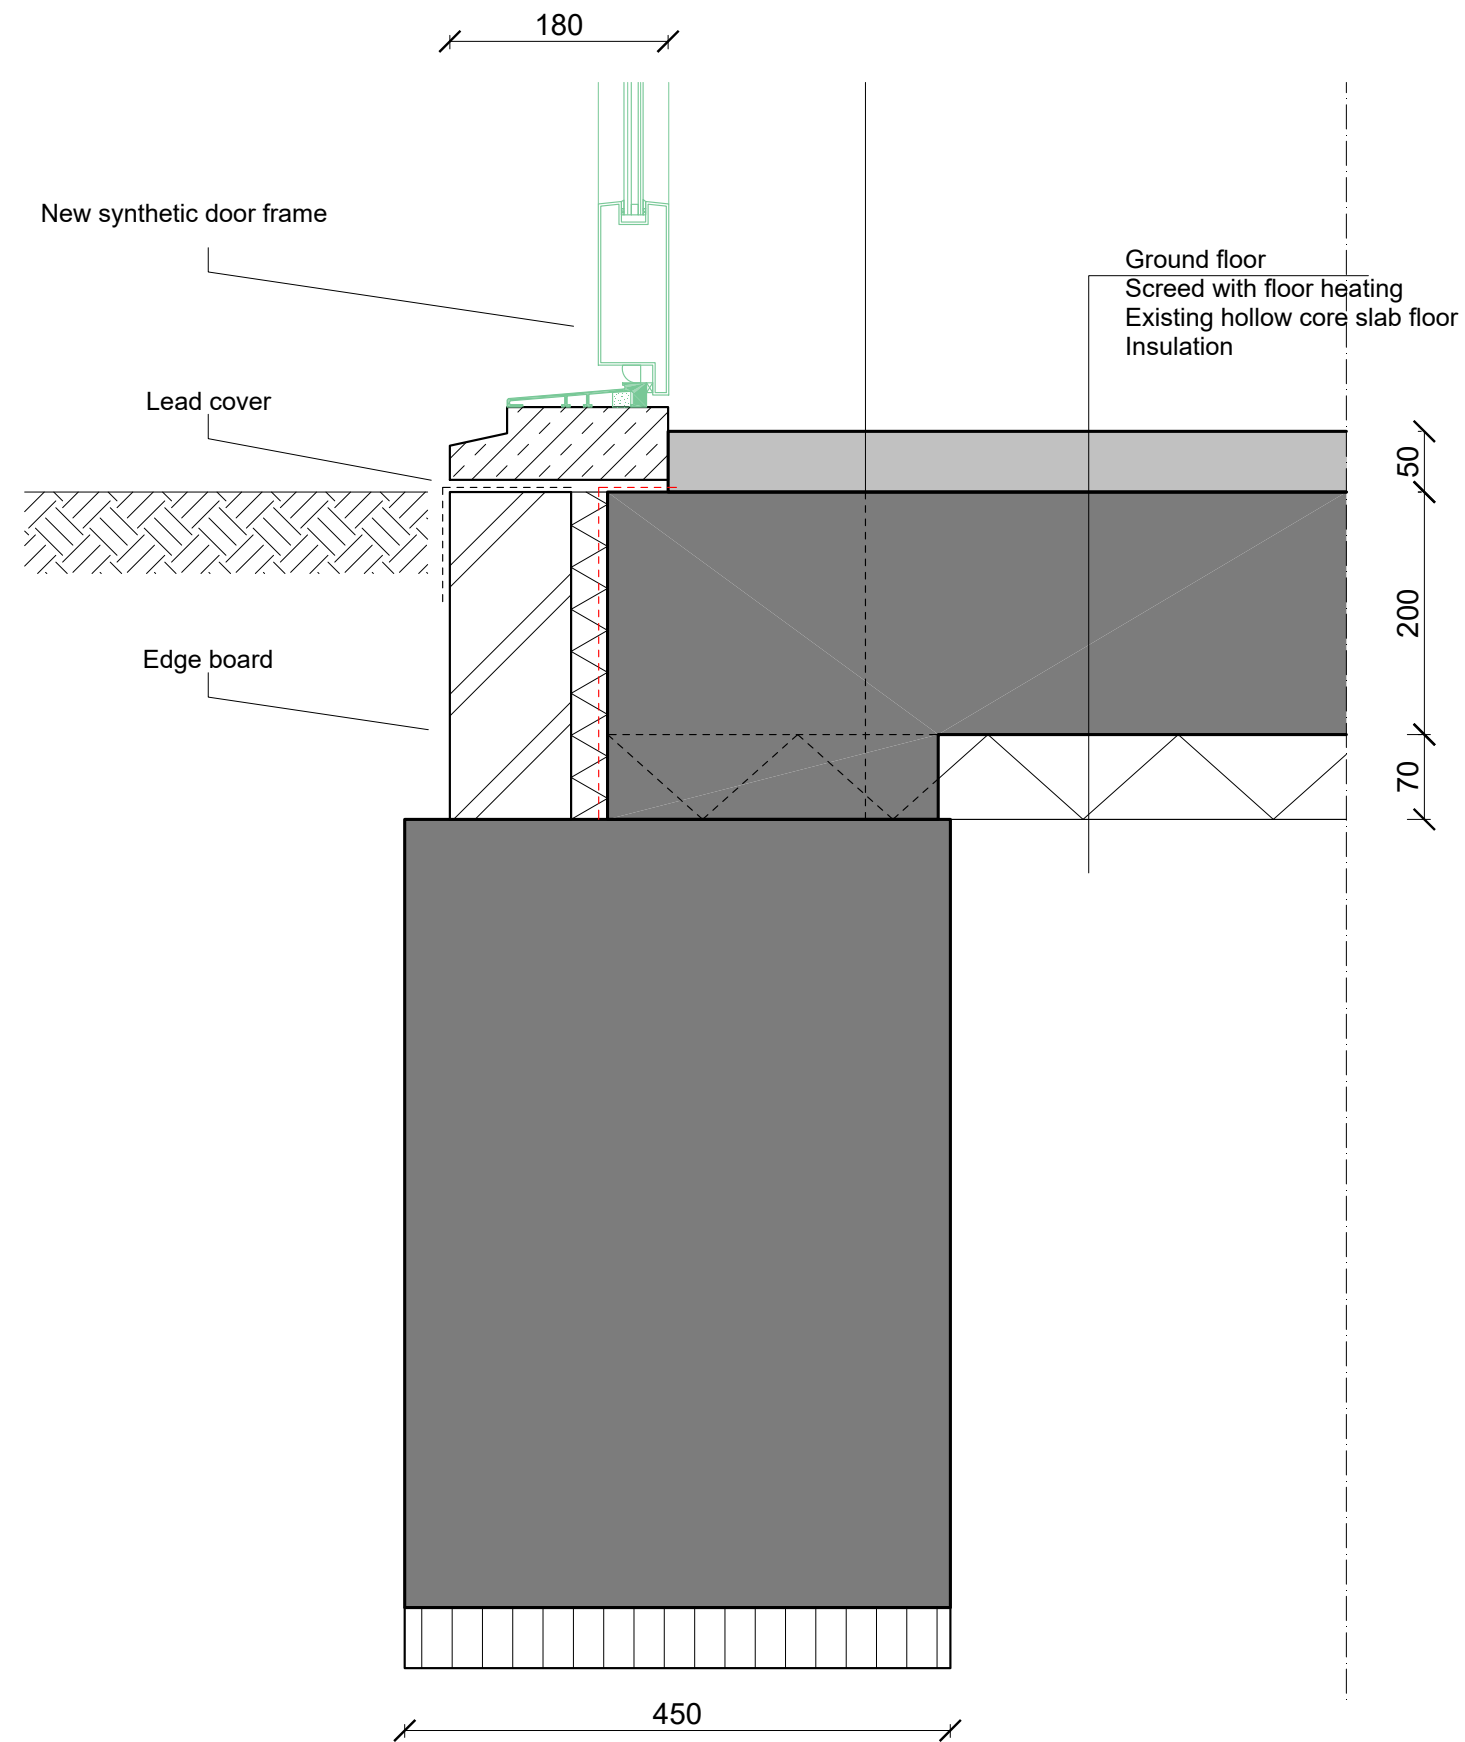 180
New synthetic door frame
Ground floor
Screed with floor heating
Existing hollow core slab floor
Insulation
Lead cover
50
200
Edge board
70
450